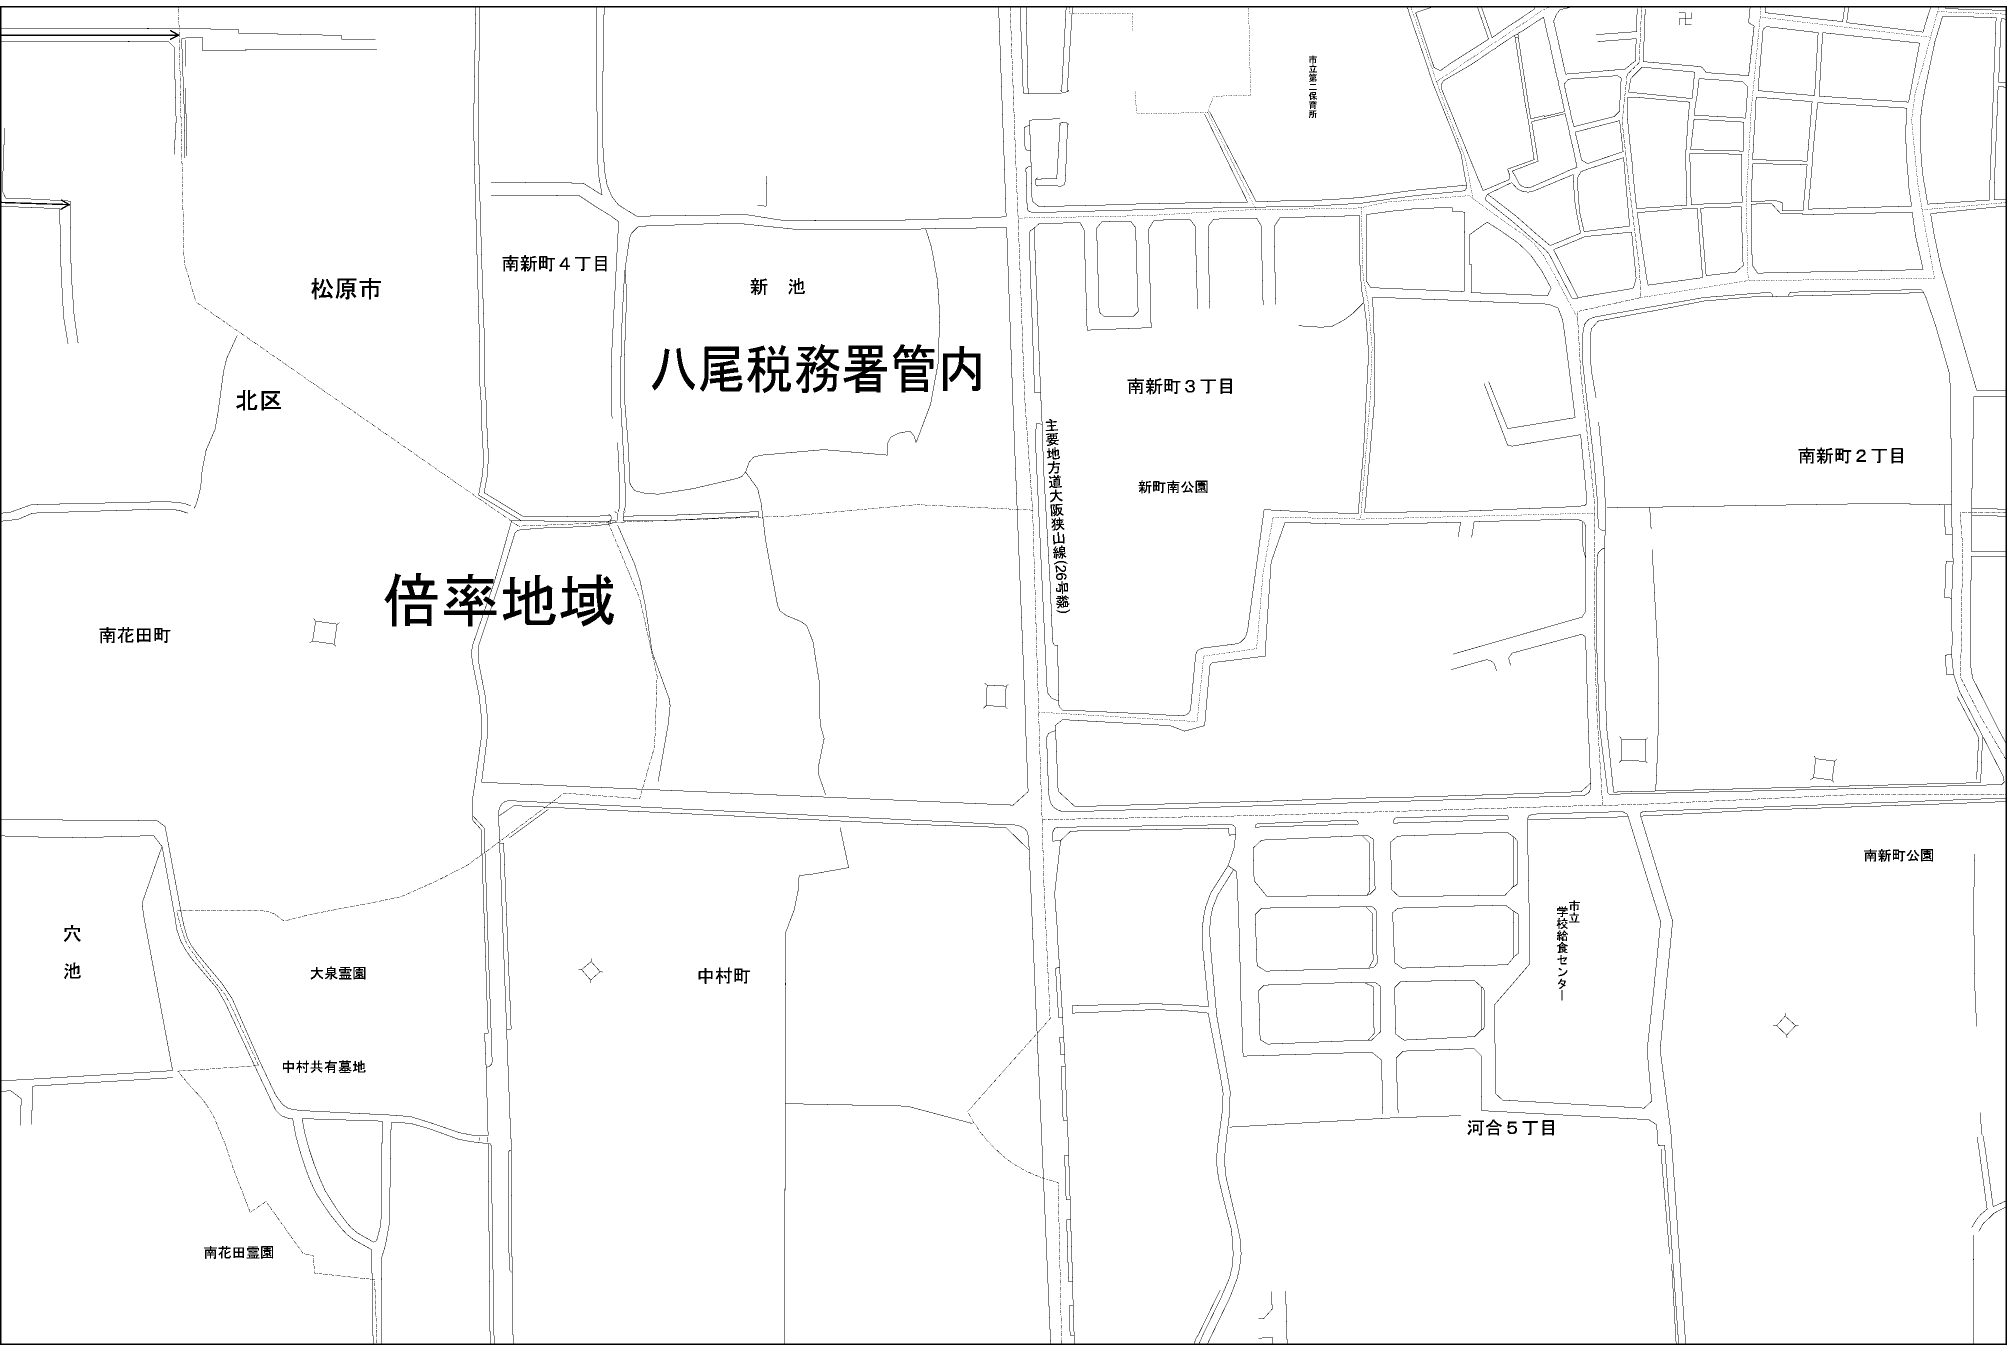 市立第二保育所
南新町４丁目
松原市
新　池
八尾税務署管内
南新町３丁目
北区
主要地方道大阪狭山線(26号線)
南新町２丁目
新町南公園
倍率地域
南花田町
南新町公園
市立
学校給食センター
穴
池
大泉霊園
中村町
中村共有墓地
河合５丁目
南花田霊園